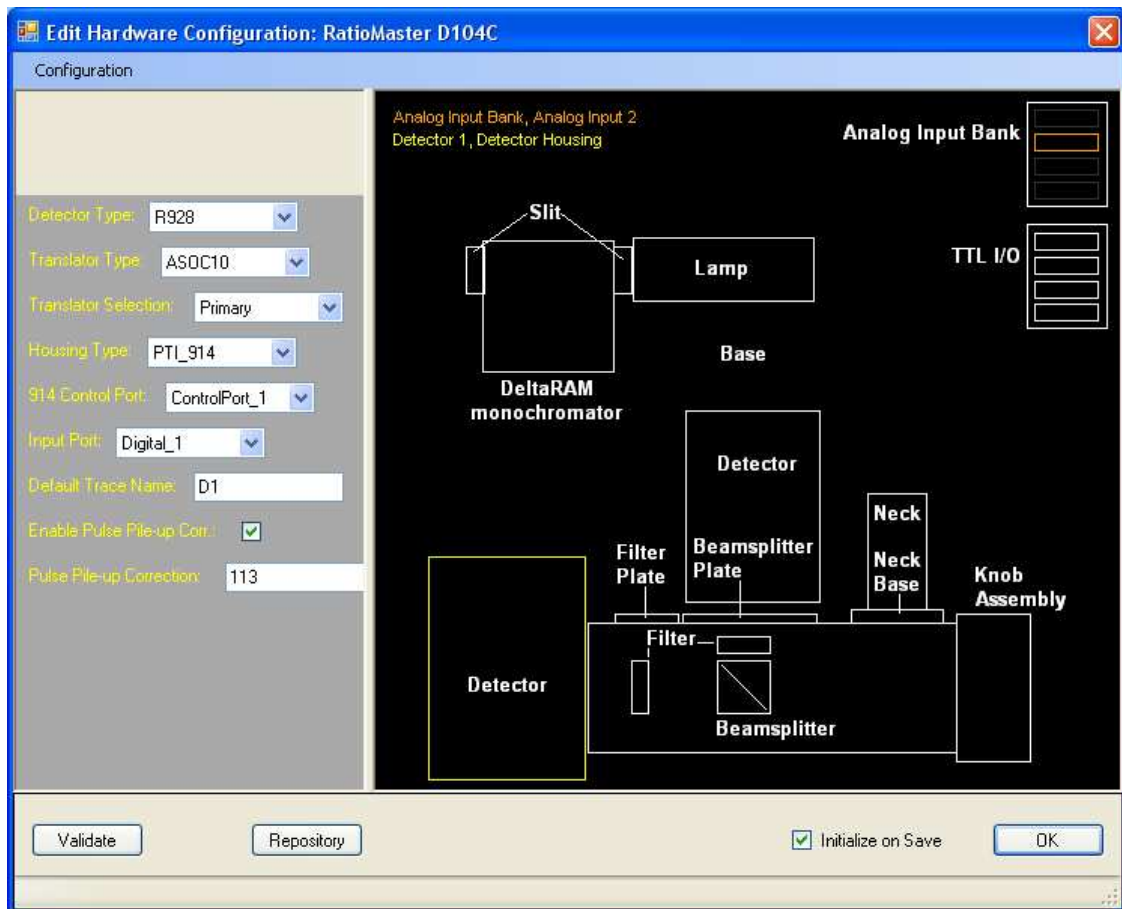 Edit Hardware Configuration: RatioMaster D104C
Configuration
Detector Type: R928
Translator Type: ASOC10
Translator Selection: Primary
Housing Type: PTI_914
914 Control Port: ControlPort_1
Input Port: Digital_1
Default Trace Name: D1
Enable Pulse Pile-up Corr.:
Pulse Pile-up Correction: 113
Analog Input Bank, Analog Input 2
Detector 1, Detector Housing
Analog Input Bank
TTL I/O
Slit
Lamp
Base
DeltaRAM
monochromator
Detector
Beamsplitter
Plate
Filter
Plate
Neck
Neck
Base
Knob
Assembly
Filter
Detector
Beamsplitter
Validate
Repository
Initialize on Save
OK